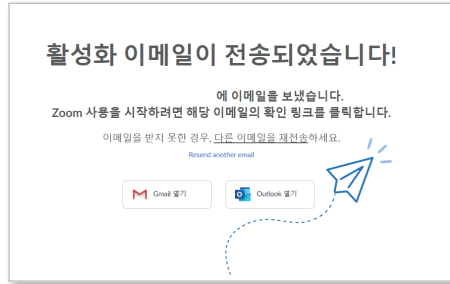 활성화 이메일이 전송되었습니다!
에 이메일을 보냈습니다.
Zoom 사용을 시작하려면 해당 이메일의 확인 링크를 클릭합니다.
이메일을 받지 못한 경우, 다른 이메일을 재전송하세요.
Resend another email
Gmail 열기
Outlook 열기